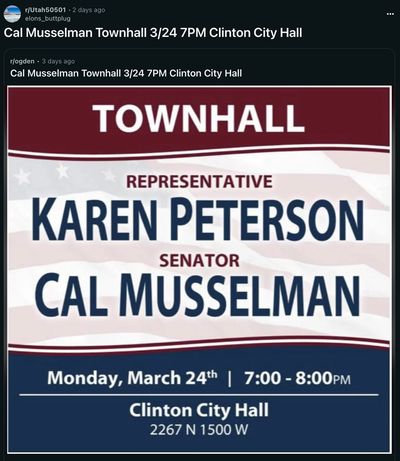 r/Utah50501 · 2 days ago
elons_buttplug
Cal Musselman Townhall 3/24 7PM Clinton City Hall
r/ogden · 3 days ago
Cal Musselman Townhall 3/24 7PM Clinton City Hall
TOWNHALL
REPRESENTATIVE
KAREN PETERSON
SENATOR
CAL MUSSELMAN
Monday, March 24th | 7:00 - 8:00PM
Clinton City Hall
2267 N 1500 W